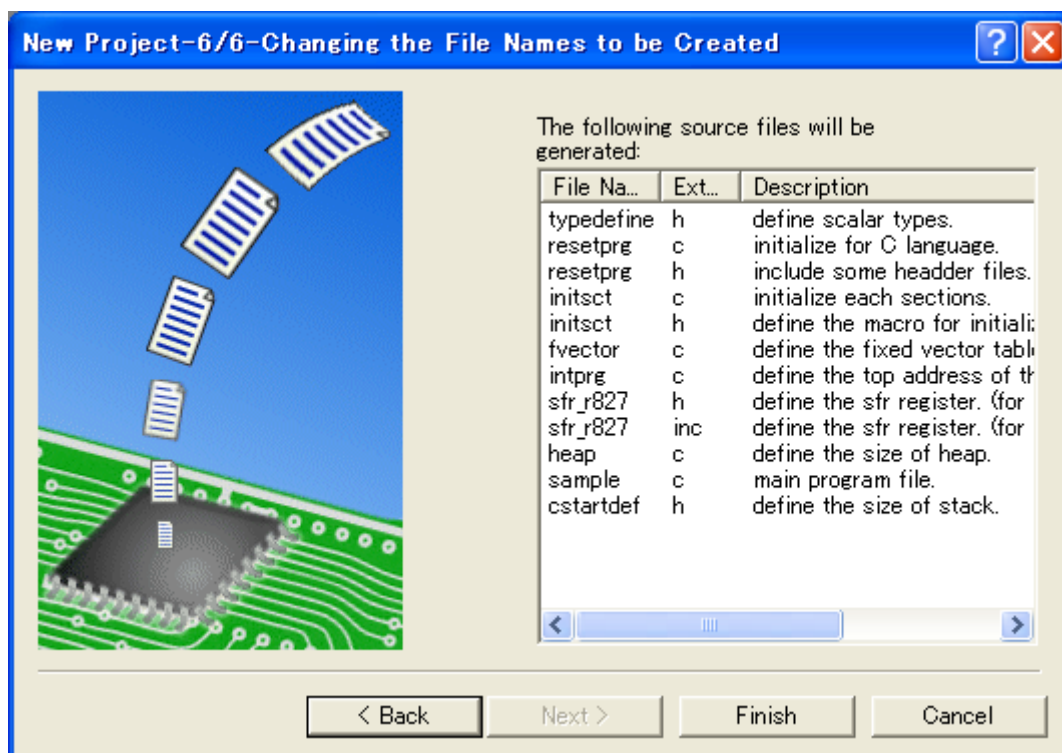 New Project-6/6-Changing the File Names to be Created
The following source files will be
generated:
File Na... Ext... Description
typedefine h define scalar types.
resetprg c initialize for C language.
resetprg h include some headder files.
initsct c initialize each sections.
initsct h define the macro for initiali
fvector c define the fixed vector tabl
intprg c define the top address of th
sfr_r827 h define the sfr register. (for
sfr_r827 inc define the sfr register. (for
heap c define the size of heap.
sample c main program file.
cstartdef h define the size of stack.
< Back Next > Finish Cancel